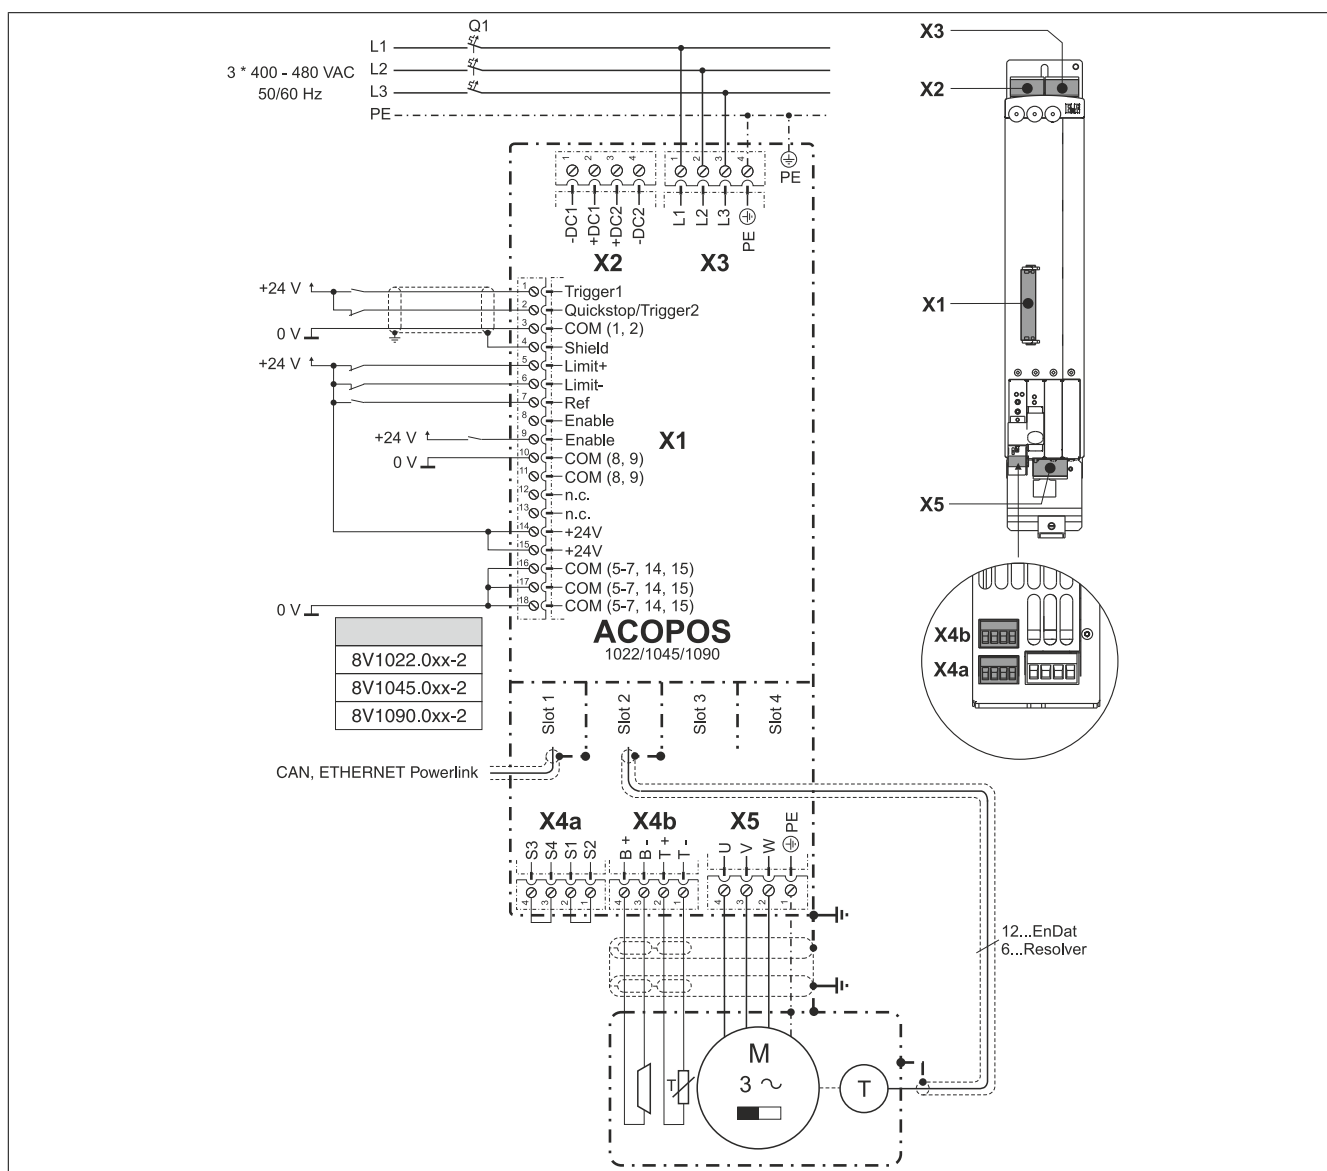 Q1
L1
L2
3 * 400 - 480 VAC
L3
50/60 Hz
PE
1 2 3 4
1 2 3 4
PE
-DC1
+DC1
+DC2
-DC2
L1
L2
L3
PE
X2
X3
+24 V
1 Trigger1
2 Quickstop/Trigger2
0 V
3 COM (1, 2)
4 Shield
+24 V
5 Limit+
6 Limit-
7 Ref
8 Enable
+24 V
9 Enable
X1
0 V
10 COM (8, 9)
11 COM (8, 9)
12 n.c.
13 n.c.
14 +24V
15 +24V
16 COM (5-7, 14, 15)
17 COM (5-7, 14, 15)
0 V
18 COM (5-7, 14, 15)
ACOPOS
1022/1045/1090
8V1022.0xx-2
8V1045.0xx-2
8V1090.0xx-2
Slot 1
Slot 2
Slot 3
Slot 4
CAN, ETHERNET Powerlink
X4a
X4b
X5
S3
S4
S1
S2
B +
B -
T +
T -
U
V
W
PE
4 3 2 1
4 3 2 1
4 3 2 1
12...EnDat
6...Resolver
M
3
T
T
X3
X2
X1
X5
X4b
X4a